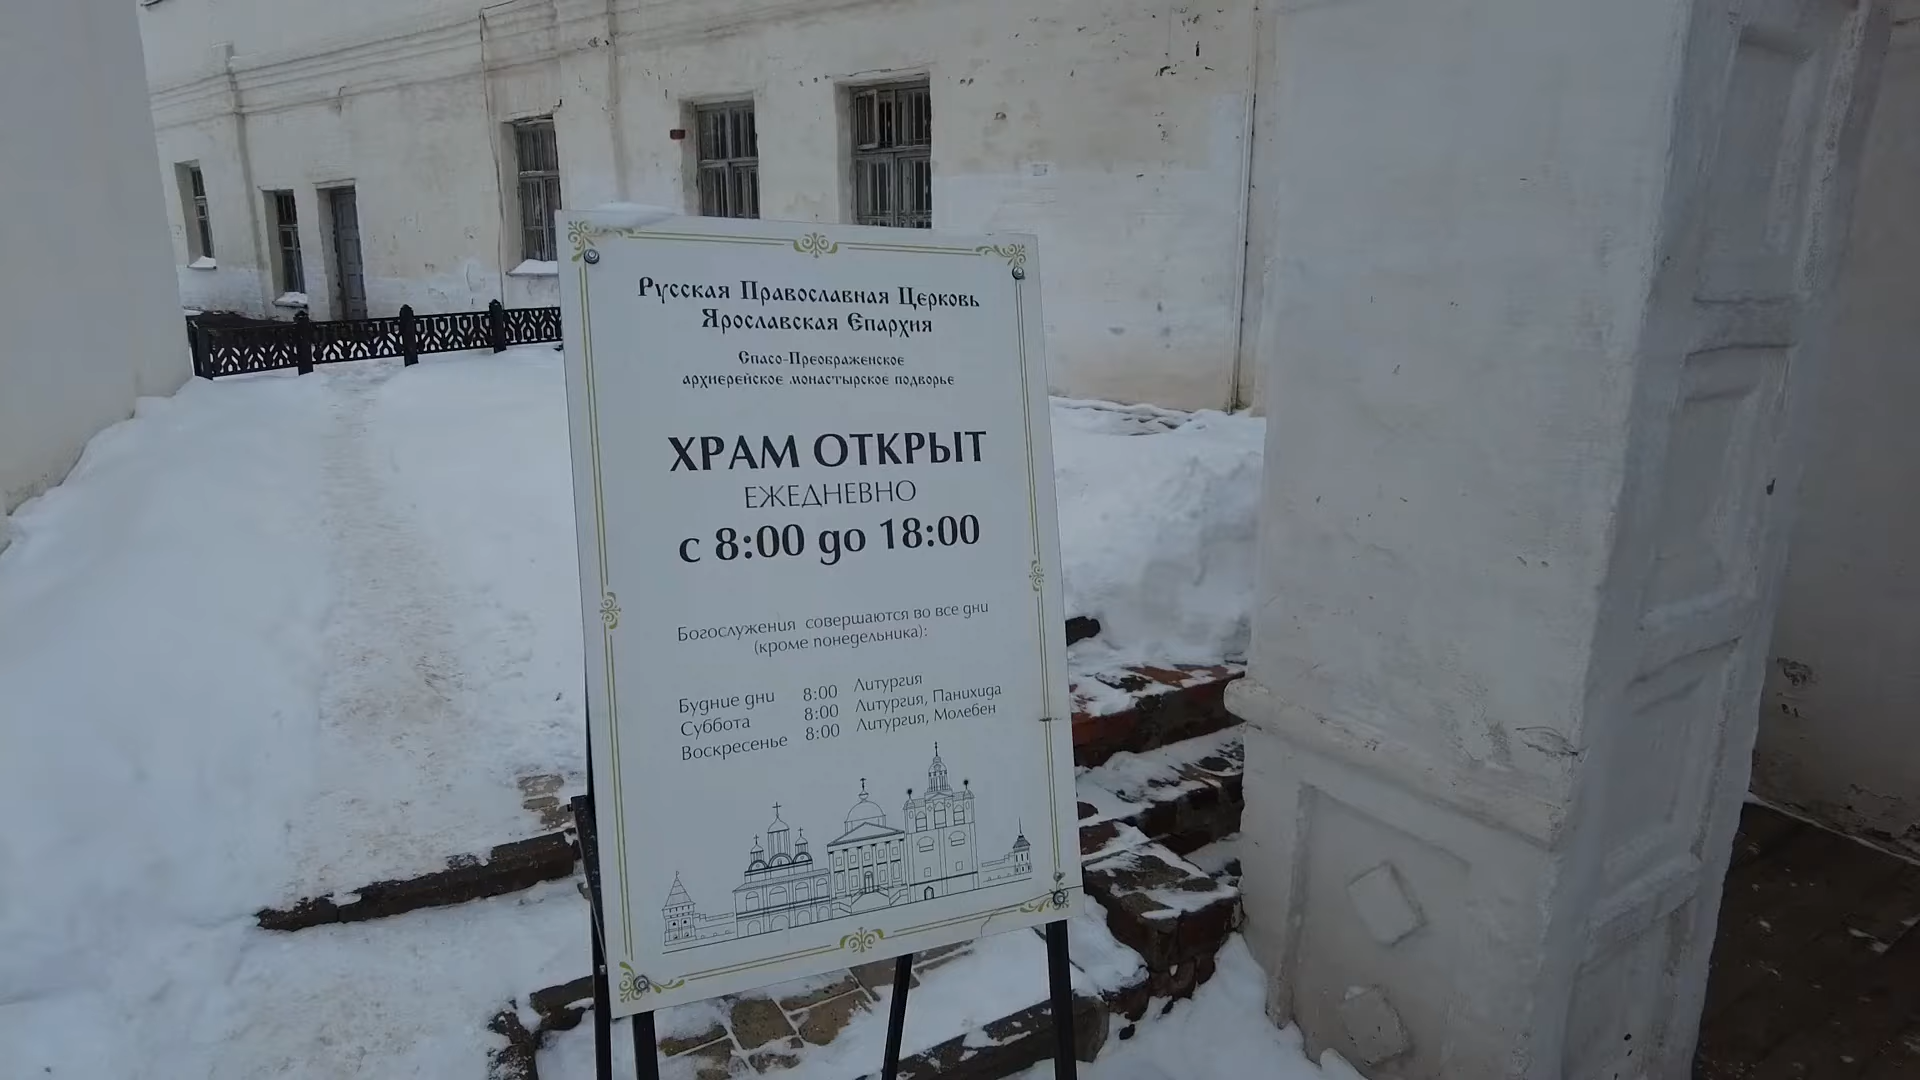 Русская Православная Церковь
Ярославская Епархия
Спасо-Преображенское
архиерейское монастырское подворье
ХРАМ ОТКРЫТ
ЕЖЕДНЕВНО
с 8:00 до 18:00
Богослужения совершаются во все дни
(кроме понедельника):
Будние дни 8:00 Литургия
Суббота 8:00 Литургия, Панихида
Воскресенье 8:00 Литургия, Молебен